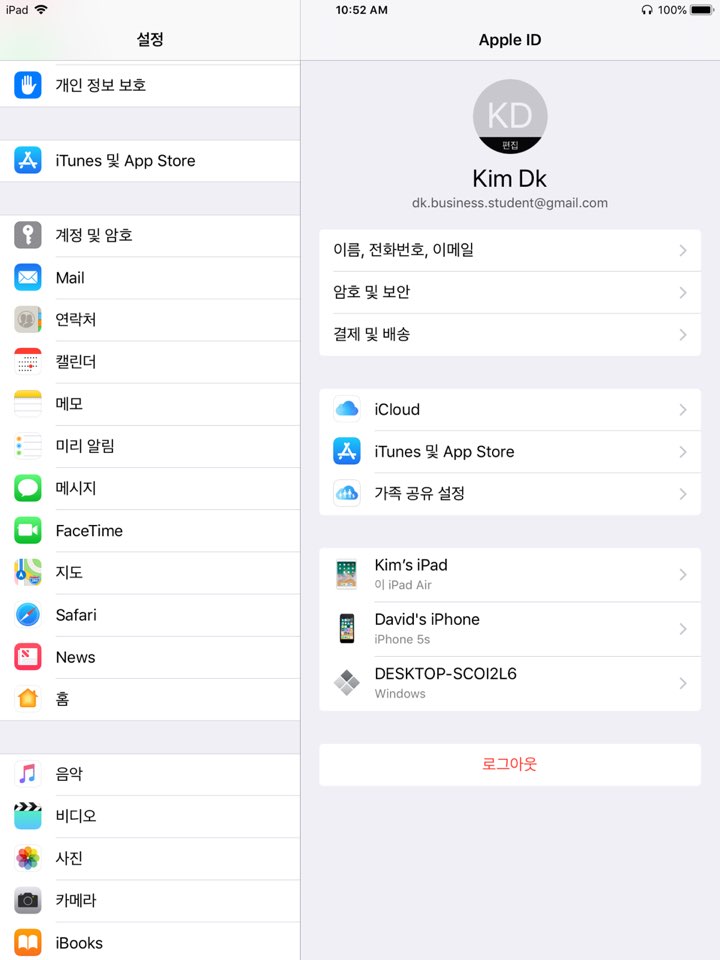 iPad
10:52 AM
100%
설정
개인 정보 보호
iTunes 및 App Store
계정 및 암호
Mail
연락처
캘린더
메모
미리 알림
메시지
FaceTime
지도
Safari
News
홈
음악
비디오
사진
카메라
iBooks
Apple ID
KD
편집
Kim Dk
dk.business.student@gmail.com
이름, 전화번호, 이메일
암호 및 보안
결제 및 배송
iCloud
iTunes 및 App Store
가족 공유 설정
Kim's iPad
이 iPad Air
David's iPhone
iPhone 5s
DESKTOP-SCOI2L6
Windows
로그아웃